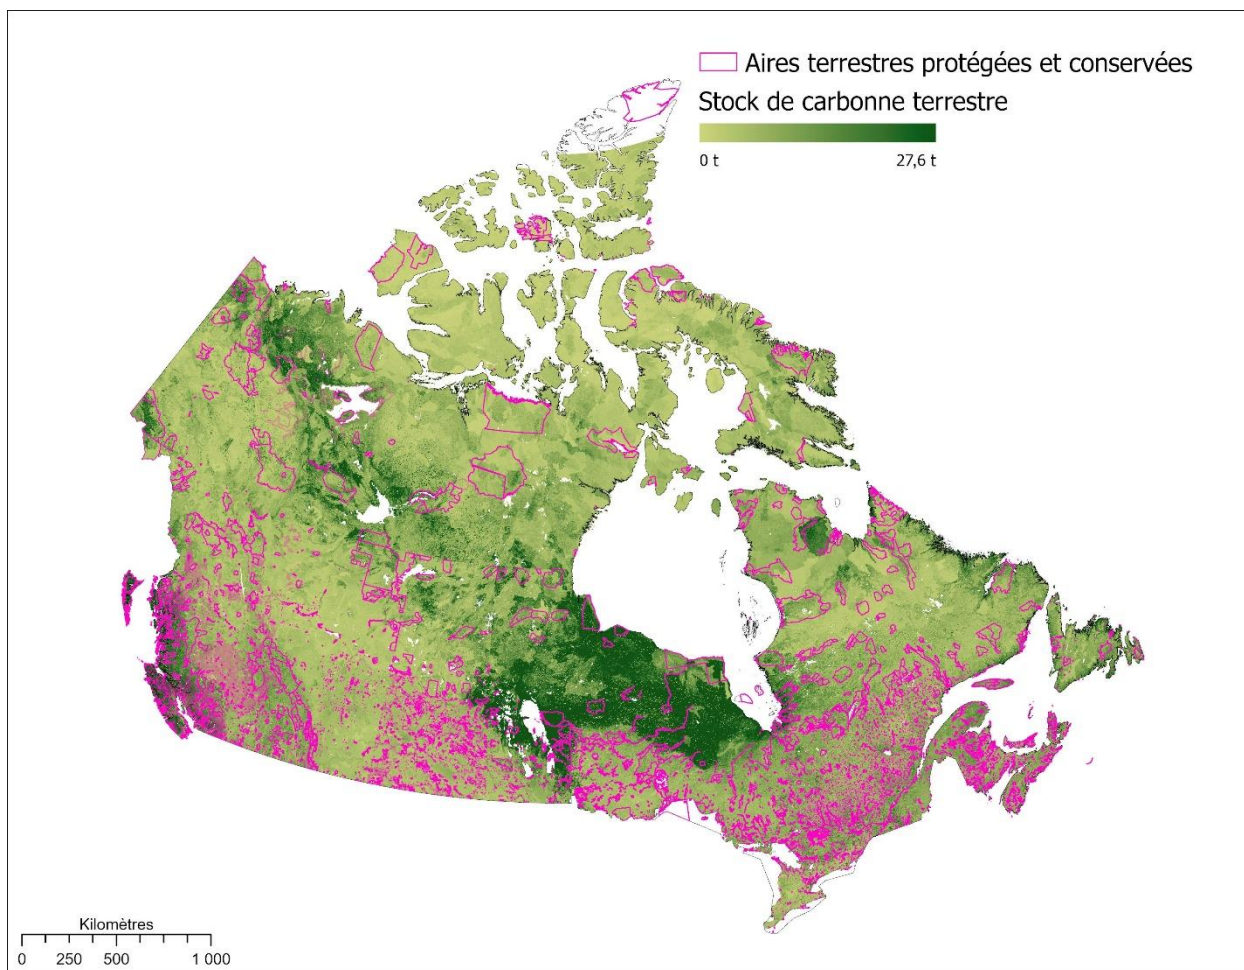 Aires terrestres protégées et conservées
Stock de carbonne terrestre
0 t 27,6 t
Kilomètres
0 250 500 1 000